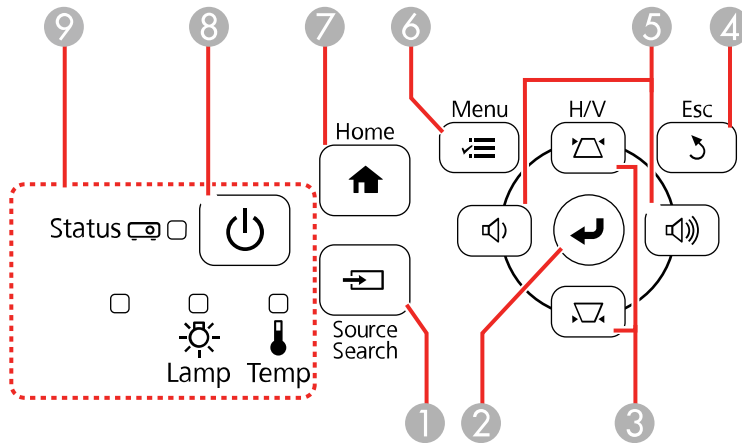 9 8 7 6 5 4
Menu H/V Esc
Home
Status
Source
Search
Lamp Temp
1 2 3